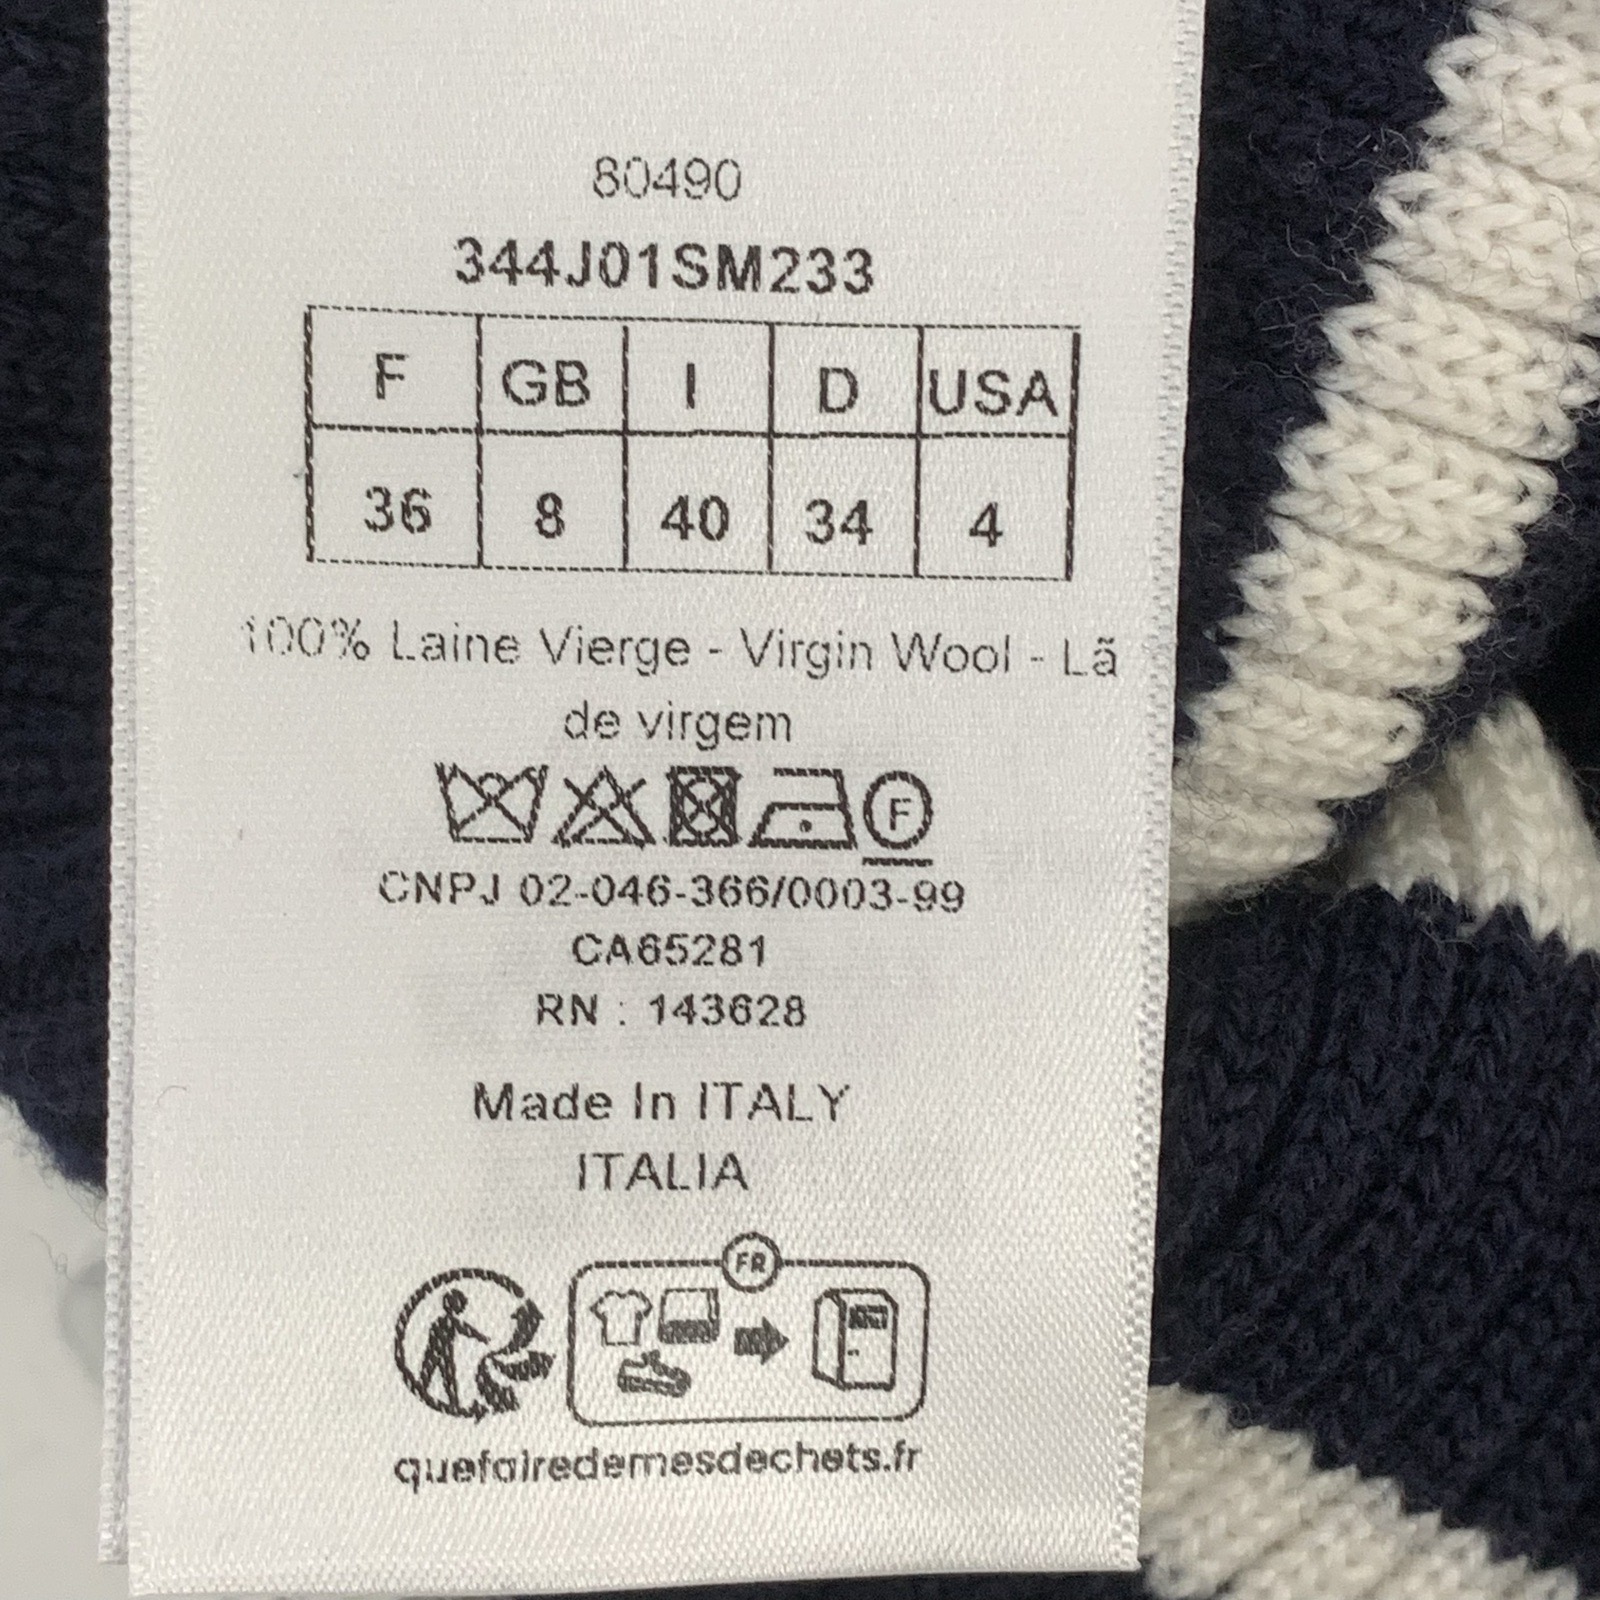 80490
344J01SM233
F GB I D USA
36 8 40 34 4
100% Laine Vierge - Virgin Wool - Lã
de virgem
F
CNPJ 02-046-366/0003-99
CA65281
RN : 143628
Made In ITALY
ITALIA
FR
quefairedemesdechets.fr